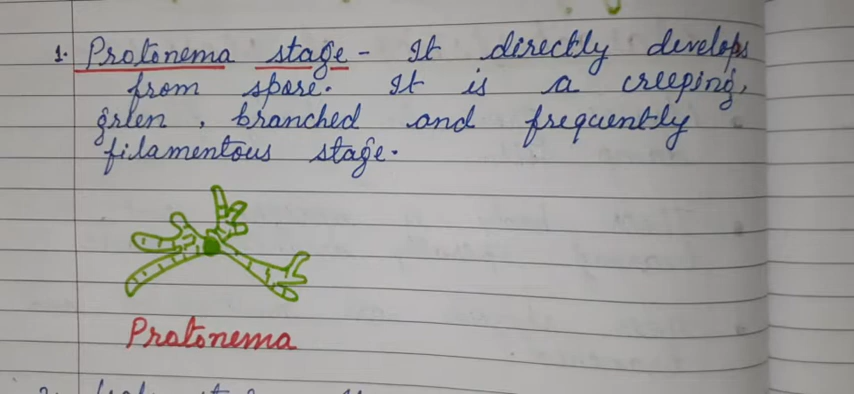 1. Protonema stage - It directly develops
from spore. It is a creeping,
green, branched and frequently
filamentous stage.
Protonema